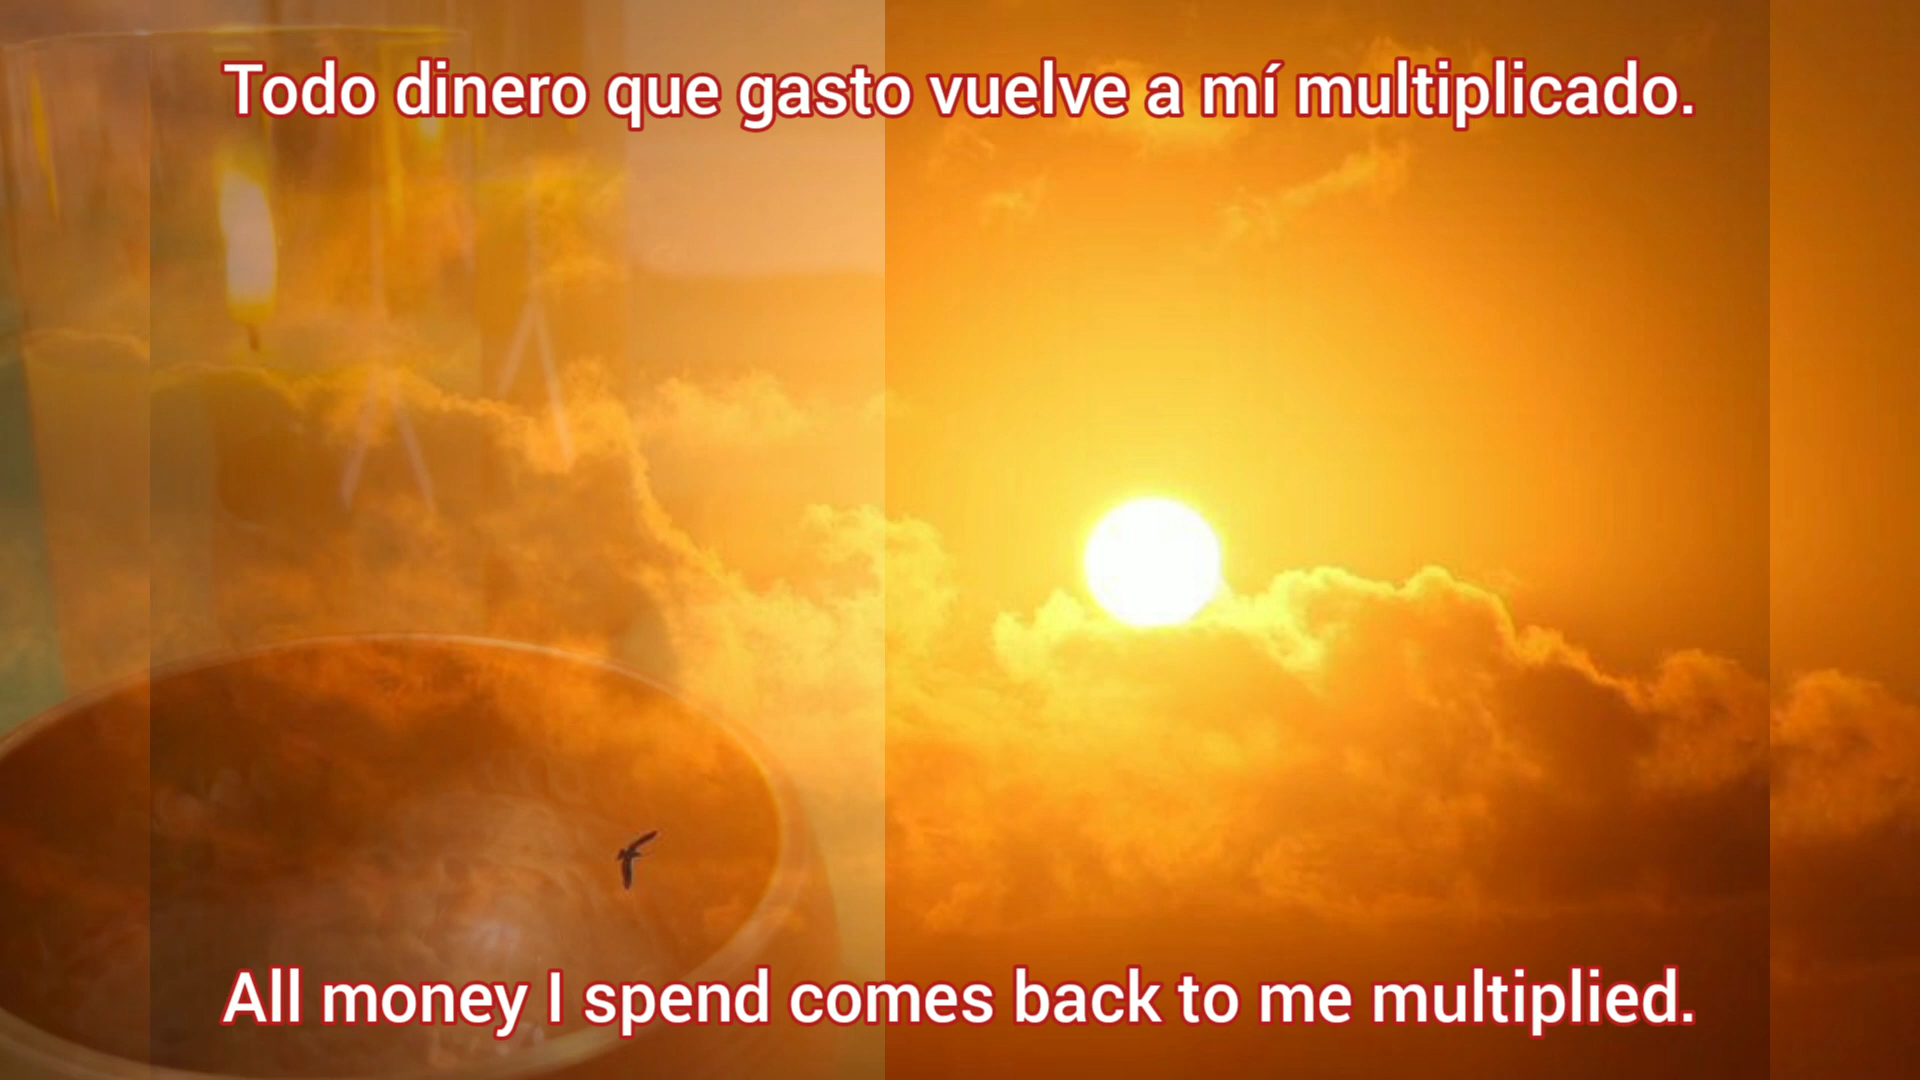 Todo dinero que gasto vuelve a mí multiplicado.
All money I spend comes back to me multiplied.